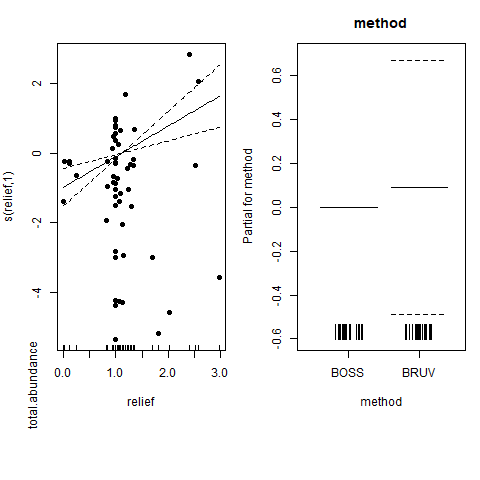 method
s(relief,1)
2
0
-2
-4
0.0
1.0
2.0
3.0
relief
total.abundance
Partial for method
0.6
0.4
0.2
0.0
-0.2
-0.4
-0.6
BOSS
BRUV
method